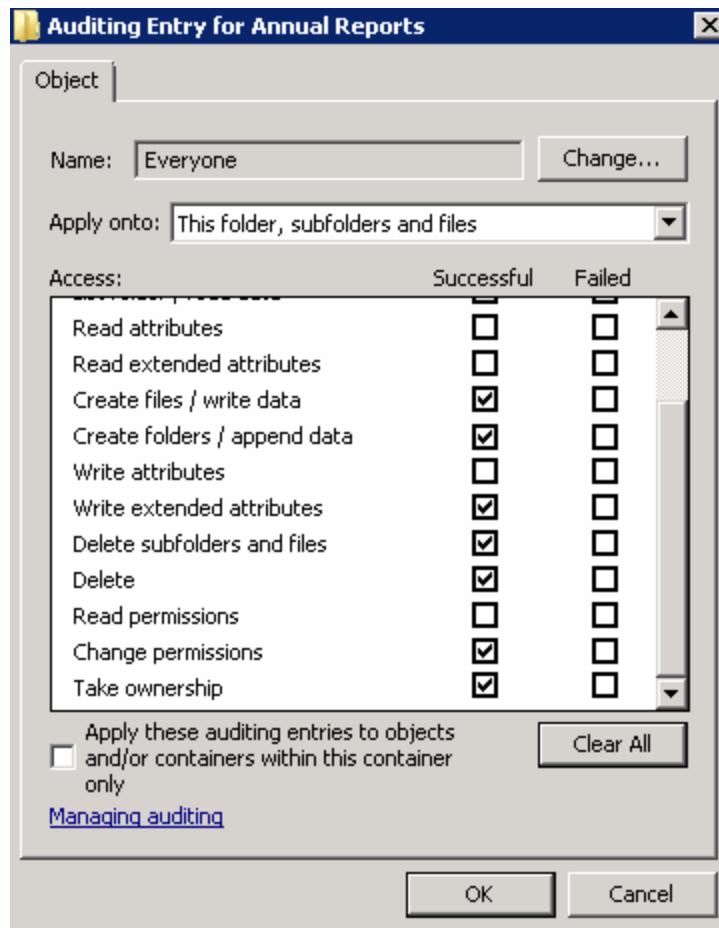 Auditing Entry for Annual Reports
Object
Name: Everyone Change...
Apply onto: This folder, subfolders and files
Access: Successful Failed
Read attributes
Read extended attributes
Create files / write data
Create folders / append data
Write attributes
Write extended attributes
Delete subfolders and files
Delete
Read permissions
Change permissions
Take ownership
Apply these auditing entries to objects
and/or containers within this container
only
Clear All
Managing auditing
OK Cancel